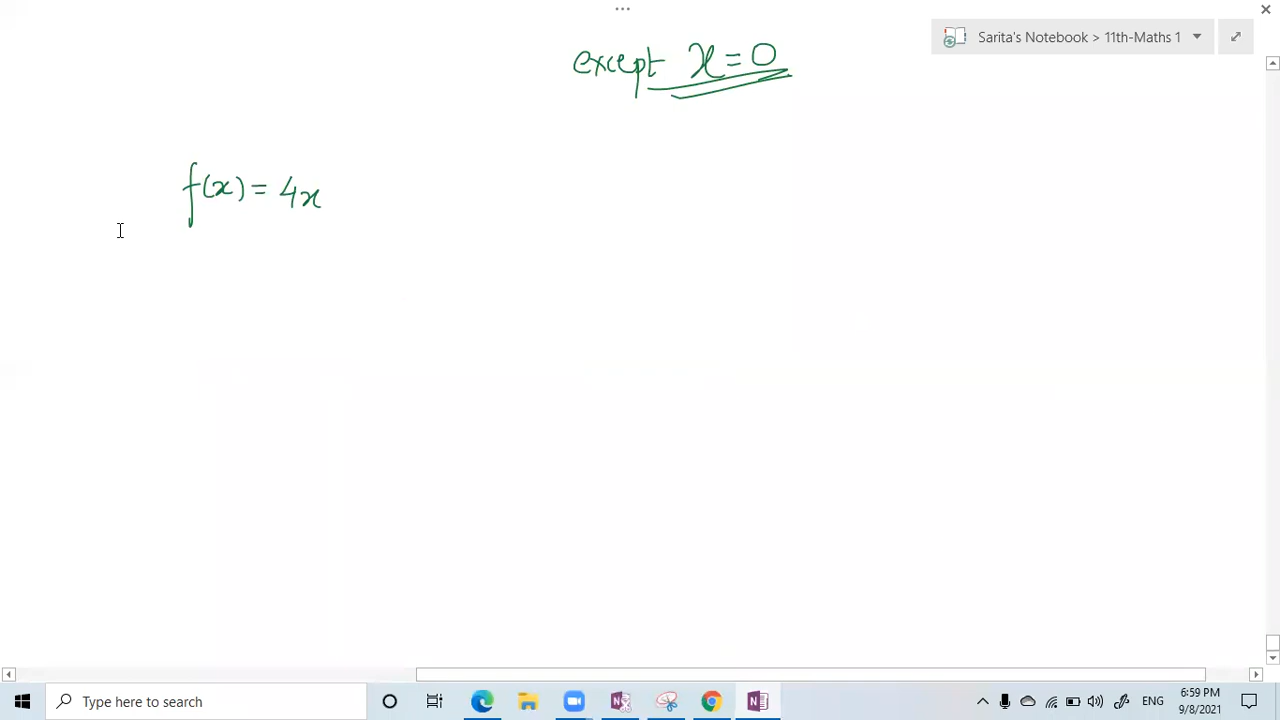 ...
Sarita's Notebook > 11th-Maths 1
except x = 0
f(x) = 4x
Type here to search
ENG
6:59 PM
9/8/2021